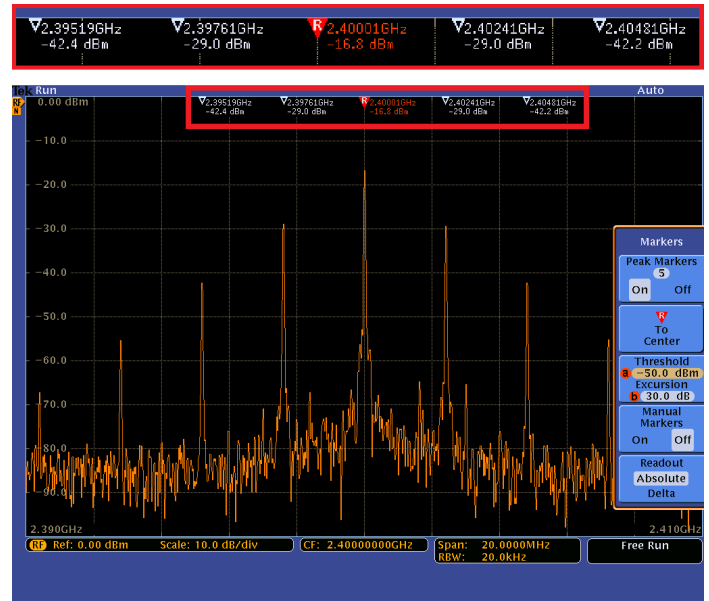 2.39519GHz 2.39761GHz R 2.40001GHz 2.40241GHz 2.40481GHz
-42.4 dBm -29.0 dBm -16.8 dBm -29.0 dBm -42.2 dBm
Tek Run Auto
RF 0.00 dBm 2.39519GHz 2.39761GHz R 2.40001GHz 2.40241GHz 2.40481GHz
N -42.4 dBm -29.0 dBm -16.8 dBm -29.0 dBm -42.2 dBm
-10.0
-20.0
-30.0
-40.0
-50.0
-60.0
-70.0
-80.0
-90.0
2.390GHz 2.410GHz
Markers
Peak Markers
5
On Off
R
To
Center
Threshold
a -50.0 dBm
Excursion
b 30.0 dB
Manual
Markers
On Off
Readout
Absolute
Delta
RF Ref: 0.00 dBm Scale: 10.0 dB/div CF: 2.40000000GHz Span: 20.0000MHz Free Run
RBW: 20.0kHz